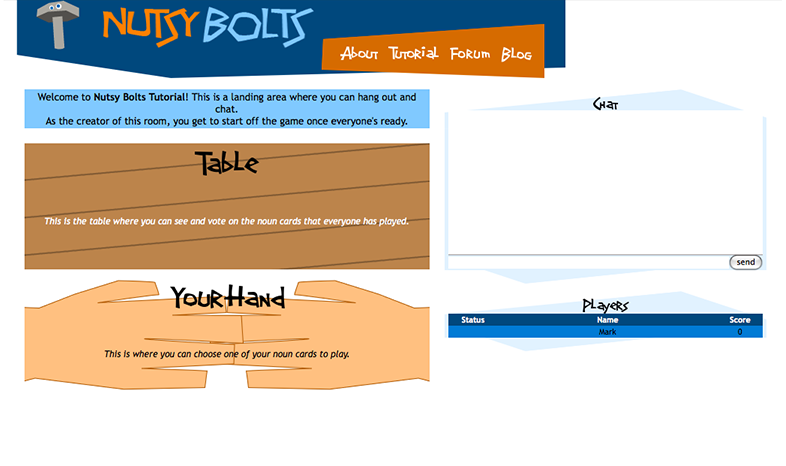 NUTSY BOLTS
About Tutorial Forum Blog
Welcome to Nutsy Bolts Tutorial! This is a landing area where you can hang out and
chat.
As the creator of this room, you get to start off the game once everyone's ready.
Table
This is the table where you can see and vote on the noun cards that everyone has played.
Your Hand
This is where you can choose one of your noun cards to play.
Chat
send
Players
Status Name Score
Mark 0